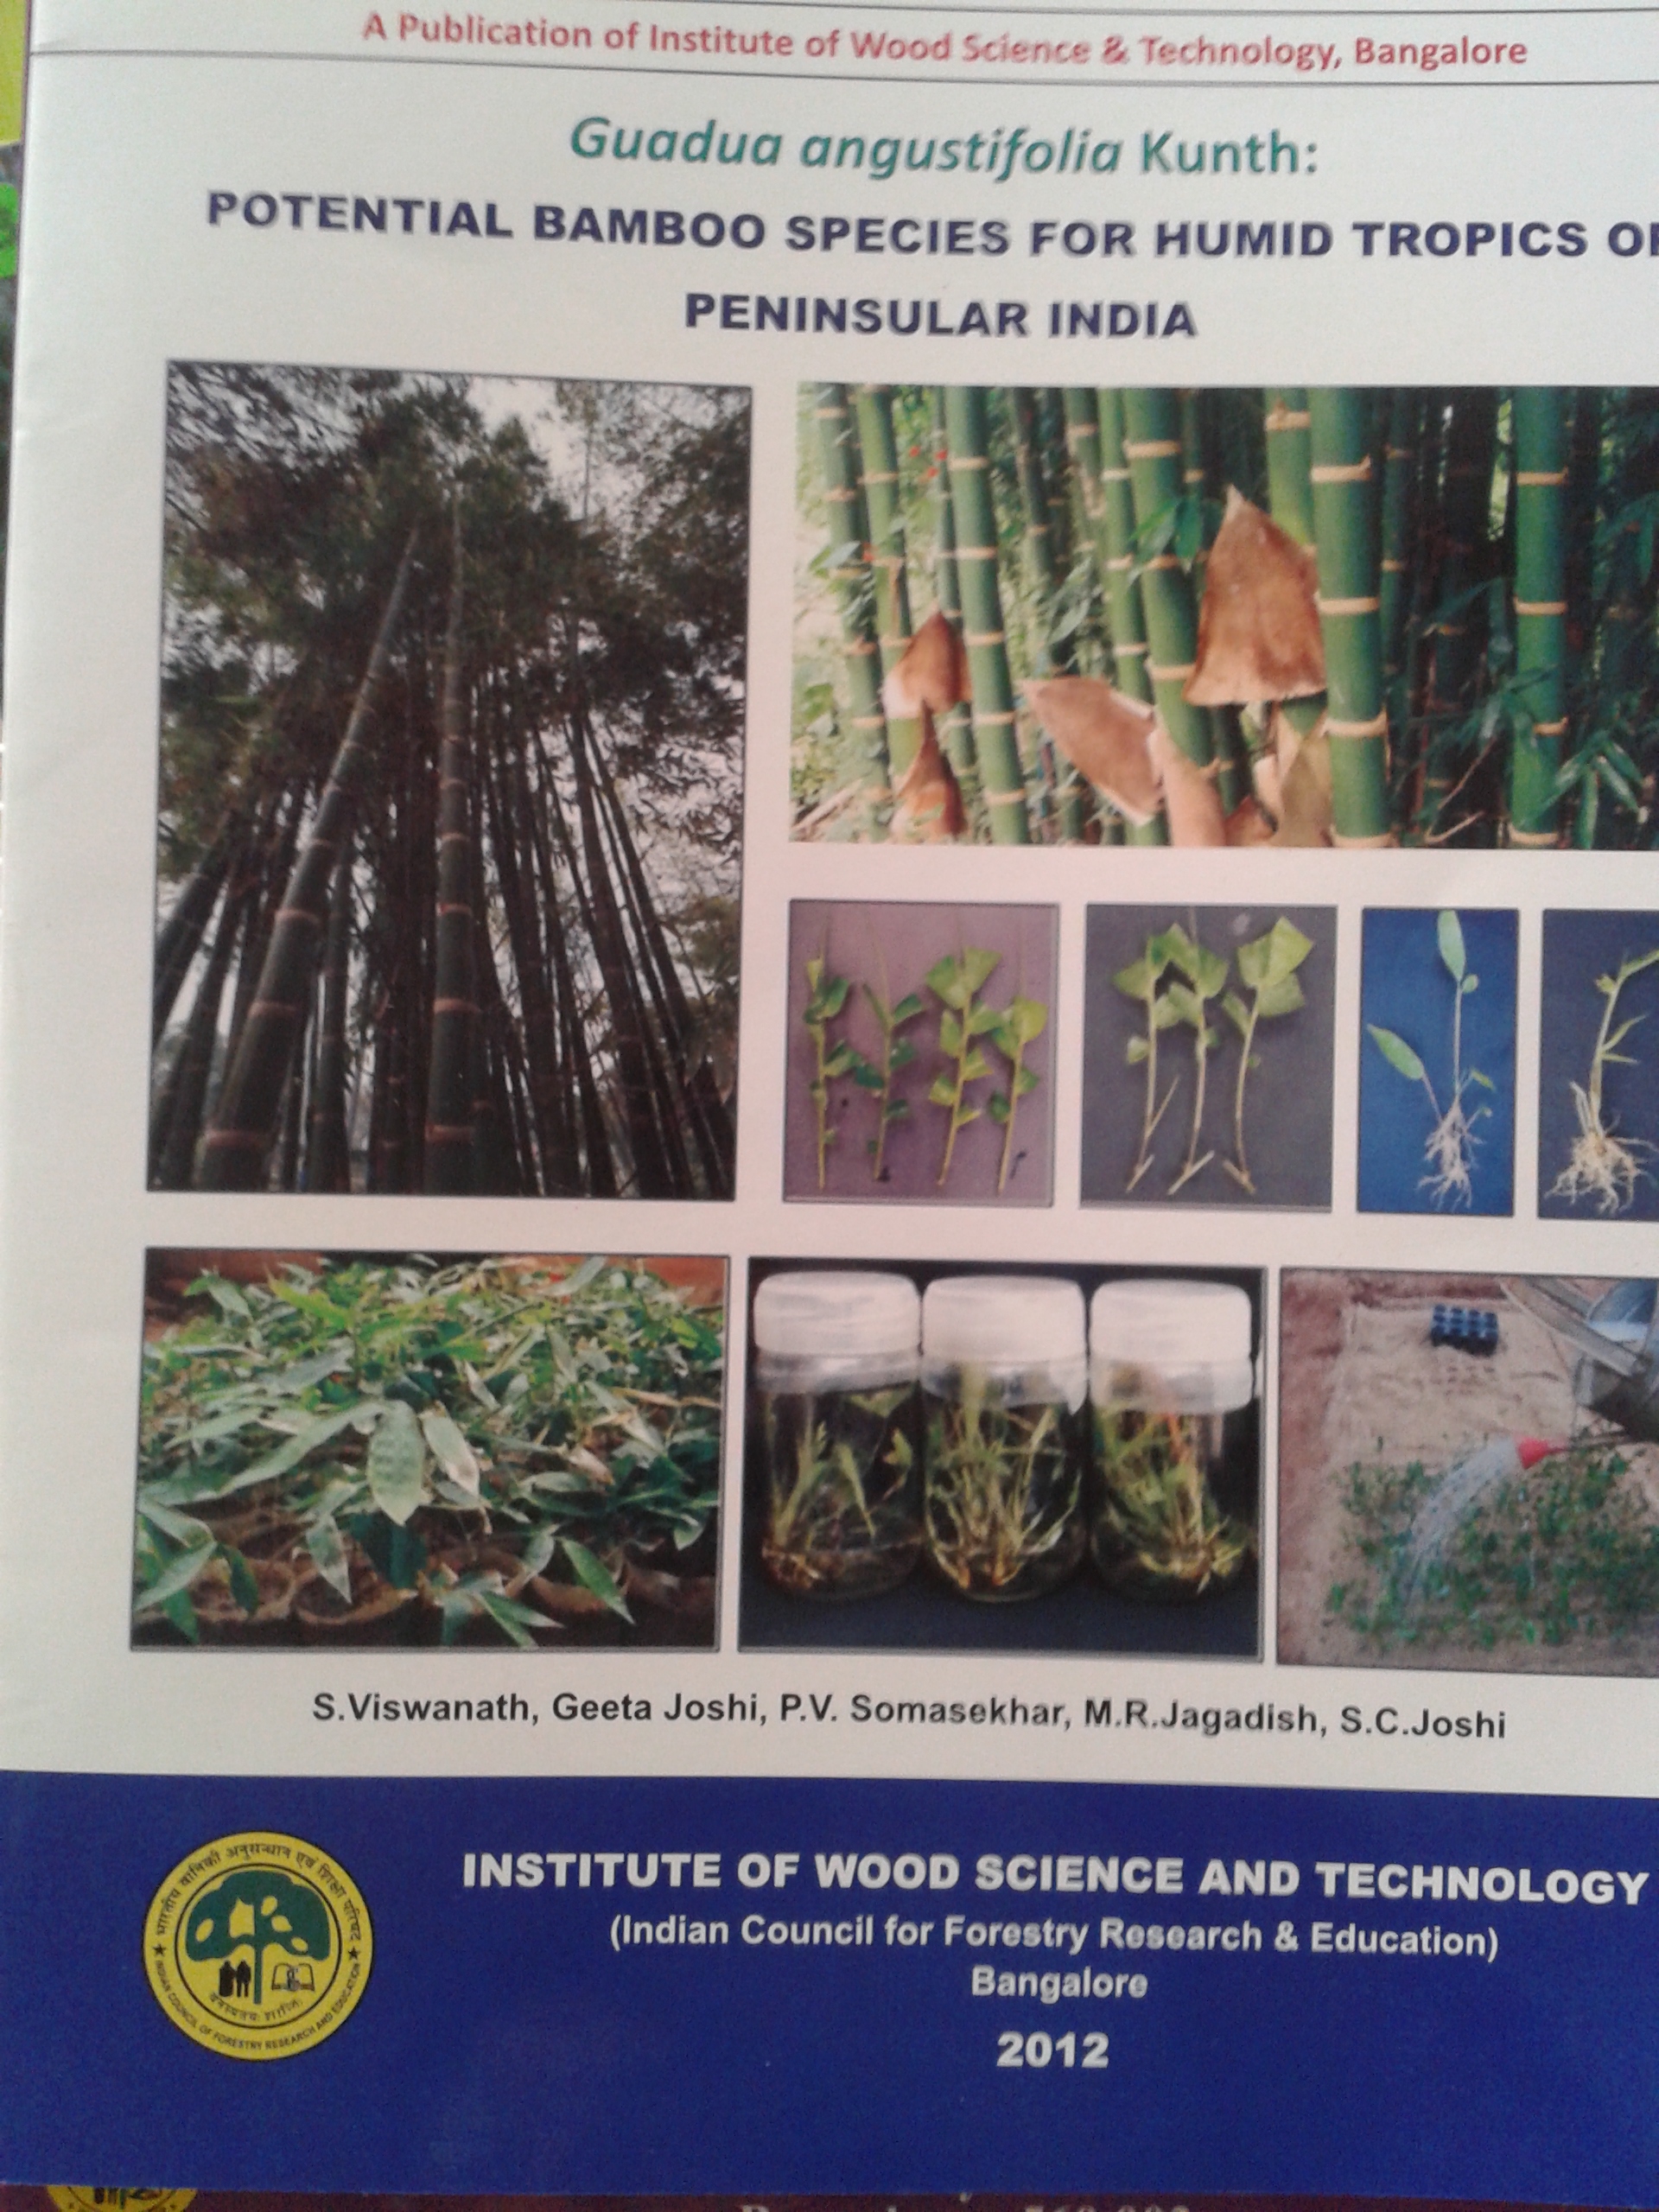 A Publication of Institute of Wood Science & Technology, Bangalore
Guadua angustifolia Kunth:
POTENTIAL BAMBOO SPECIES FOR HUMID TROPICS OF
PENINSULAR INDIA
S.Viswanath, Geeta Joshi, P.V. Somasekhar, M.R.Jagadish, S.C.Joshi
भारतीय वानिकी अनुसन्धान एवं शिक्षा परिषद
INDIAN COUNCIL OF FORESTRY RESEARCH AND EDUCATION
INSTITUTE OF WOOD SCIENCE AND TECHNOLOGY
(Indian Council for Forestry Research & Education)
Bangalore
2012